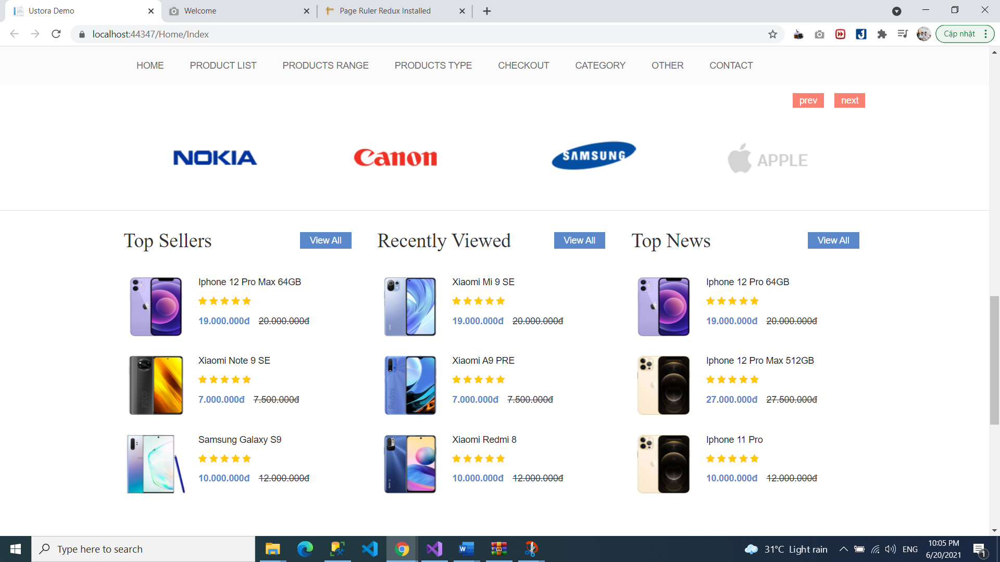 Ustora Demo
Welcome
Page Ruler Redux Installed
localhost:44347/Home/Index
Cập nhật
HOME PRODUCT LIST PRODUCTS RANGE PRODUCTS TYPE CHECKOUT CATEGORY OTHER CONTACT
prev next
NOKIA Canon SAMSUNG APPLE
Top Sellers View All
Iphone 12 Pro Max 64GB
19.000.000đ 20.000.000đ
Xiaomi Note 9 SE
7.000.000đ 7.500.000đ
Samsung Galaxy S9
10.000.000đ 12.000.000đ
Recently Viewed View All
Xiaomi Mi 9 SE
19.000.000đ 20.000.000đ
Xiaomi A9 PRE
7.000.000đ 7.500.000đ
Xiaomi Redmi 8
10.000.000đ 12.000.000đ
Top News View All
Iphone 12 Pro 64GB
19.000.000đ 20.000.000đ
Iphone 12 Pro Max 512GB
27.000.000đ 27.500.000đ
Iphone 11 Pro
10.000.000đ 12.000.000đ
POCO
Redmi
Type here to search
31°C Light rain
ENG
10:05 PM
6/20/2021
1